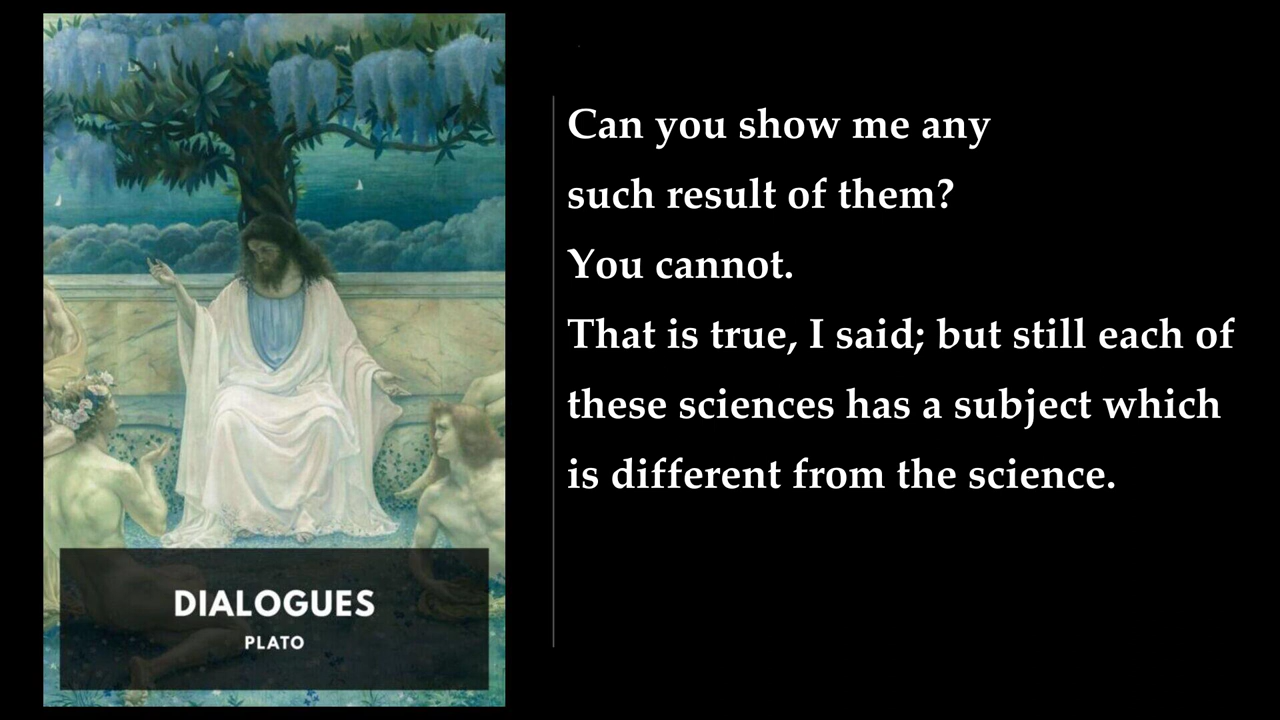 DIALOGUES
PLATO
Can you show me any
such result of them?
You cannot.
That is true, I said; but still each of
these sciences has a subject which
is different from the science.